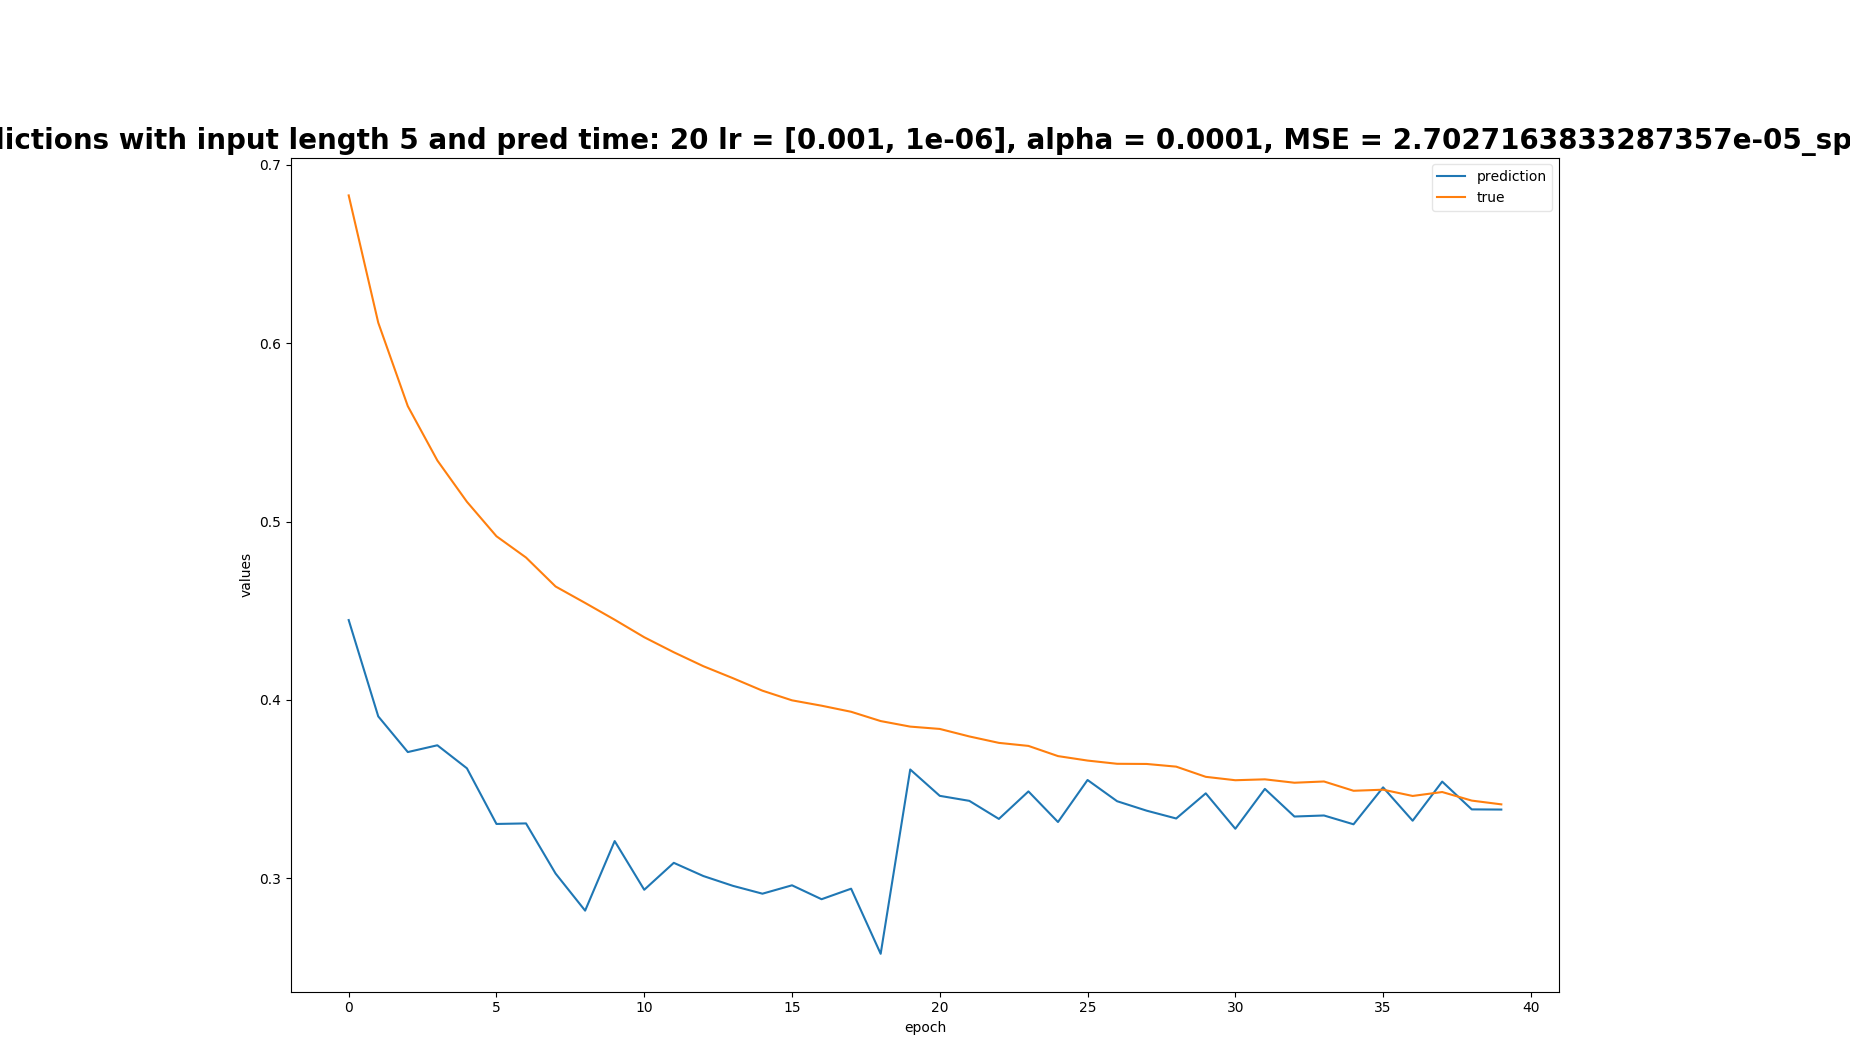 with input length 5 and pred time: 20 lr = [0.001, 1e-06], alpha = 0.0001, MSE = 2.7027163833287357e-05_sp
0.7
prediction
true
0.6
0.5
values
0.4
0.3
0
5
10
15
20
25
30
35
40
epoch